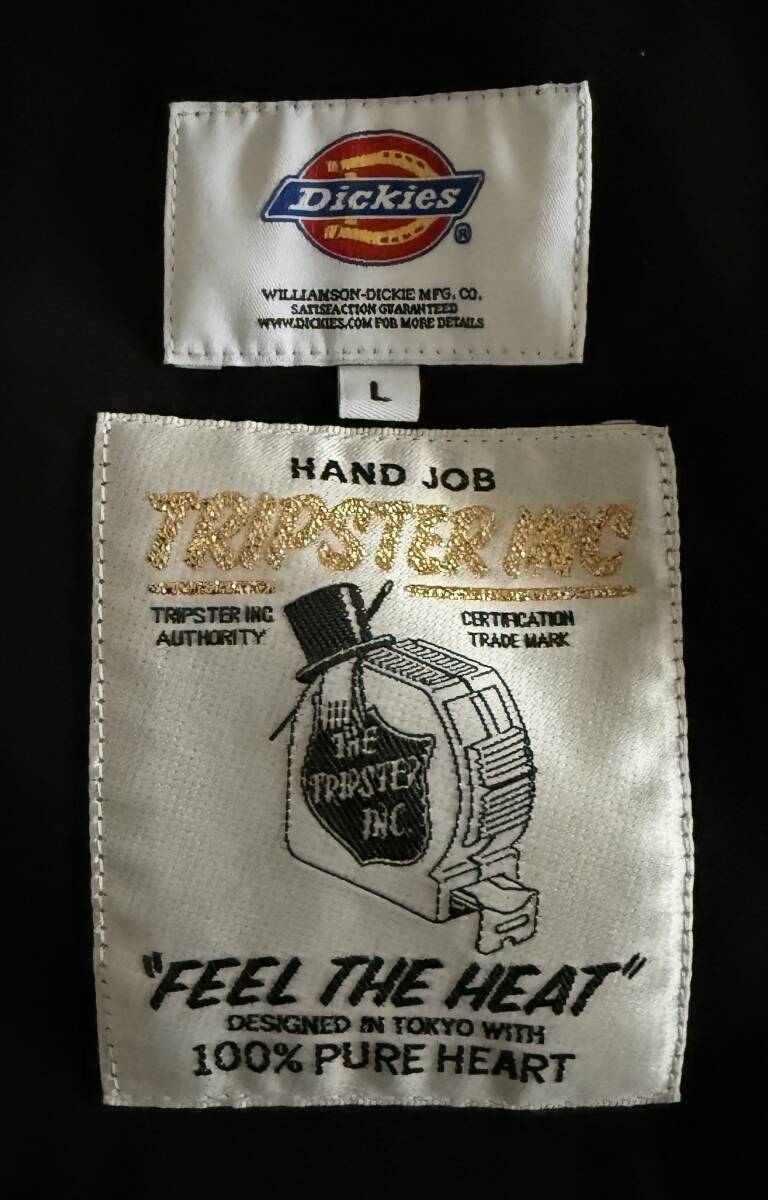 Dickies
®
WILLIAMSON-DICKIE MFG. CO.
SATISFACTION GUARANTEED
WWW.DICKIES.COM FOR MORE DETAILS
L
HAND JOB
TRIPSTER INC
TRIPSTER INC
AUTHORITY
CERTIFICATION
TRADE MARK
THE
TRIPSTER
INC.
"FEEL THE HEAT"
DESIGNED IN TOKYO WITH
100% PURE HEART